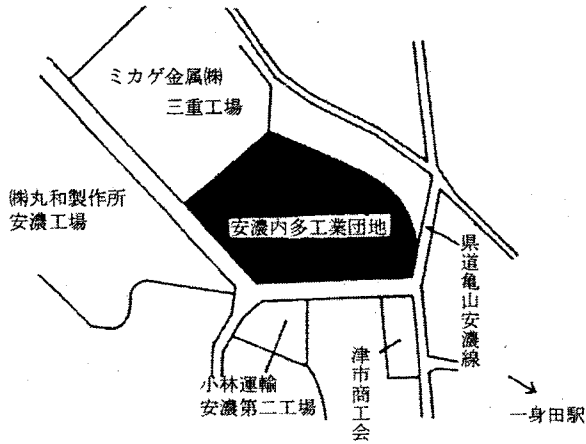 ミカゲ金属㈱
三重工場
㈱丸和製作所
安濃工場
安濃内多工業団地
県道亀山安濃線
小林運輸
安濃第二工場
津市商工会
一身田駅